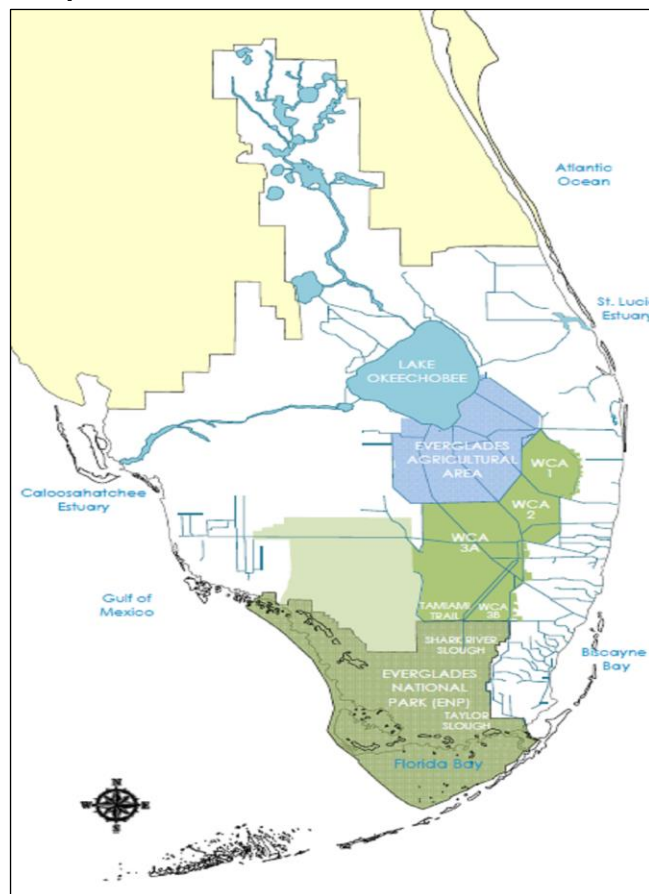 Atlantic
Ocean
St. Lucie
Estuary
LAKE
OKEECHOBEE
EVERGLADES
AGRICULTURAL
AREA
WCA
1
WCA
2
Caloosahatchee
Estuary
WCA
3A
Gulf of
Mexico
TAMIAMI
TRAIL
WCA
3B
SHARK RIVER
SLOUGH
Biscayne
Bay
EVERGLADES
NATIONAL
PARK (ENP)
TAYLOR
SLOUGH
Florida Bay
N
W E
S